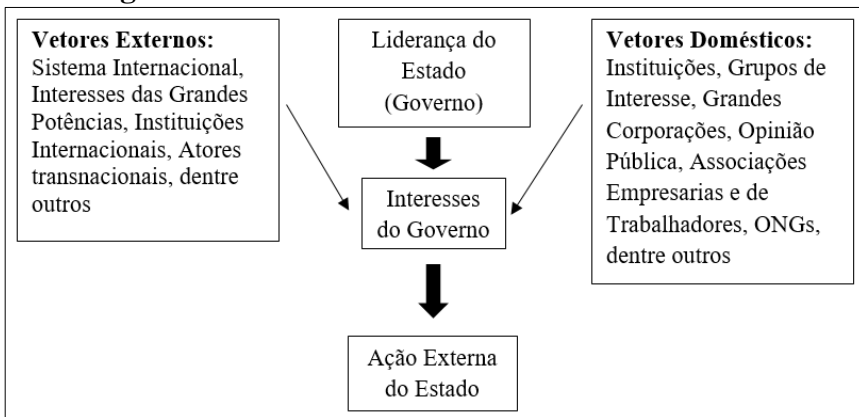 Vetores Externos:
Sistema Internacional,
Interesses das Grandes
Potências, Instituições
Internacionais, Atores
transnacionais, dentre
outros
Liderança do
Estado
(Governo)
Vetores Domésticos:
Instituições, Grupos de
Interesse, Grandes
Corporações, Opinião
Pública, Associações
Empresarias e de
Trabalhadores, ONGs,
dentre outros
Interesses
do Governo
Ação Externa
do Estado